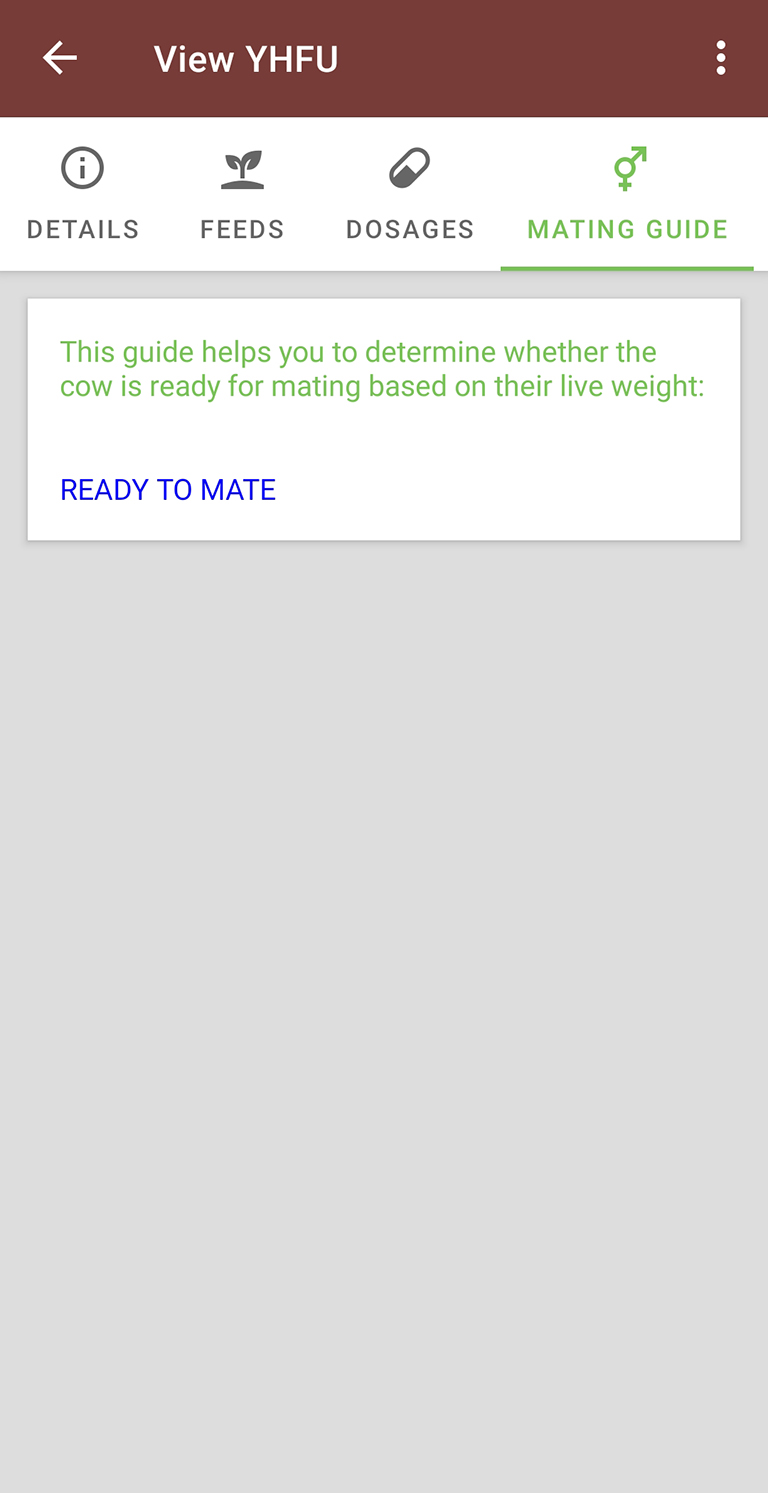 View YHFU
DETAILS
FEEDS
DOSAGES
MATING GUIDE
This guide helps you to determine whether the
cow is ready for mating based on their live weight:
READY TO MATE